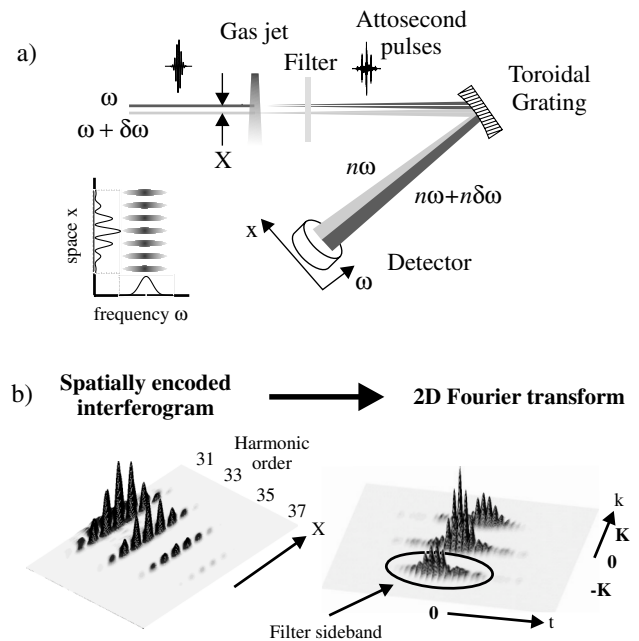 a)
Gas jet
Attosecond
pulses
Filter
Toroidal
Grating
ω
ω + δω
X
nω
nω+nδω
x
ω
Detector
space x
frequency ω
b)
Spatially encoded
interferogram
2D Fourier transform
Harmonic
order
31
33
35
37
X
k
K
0
-K
0
t
Filter sideband